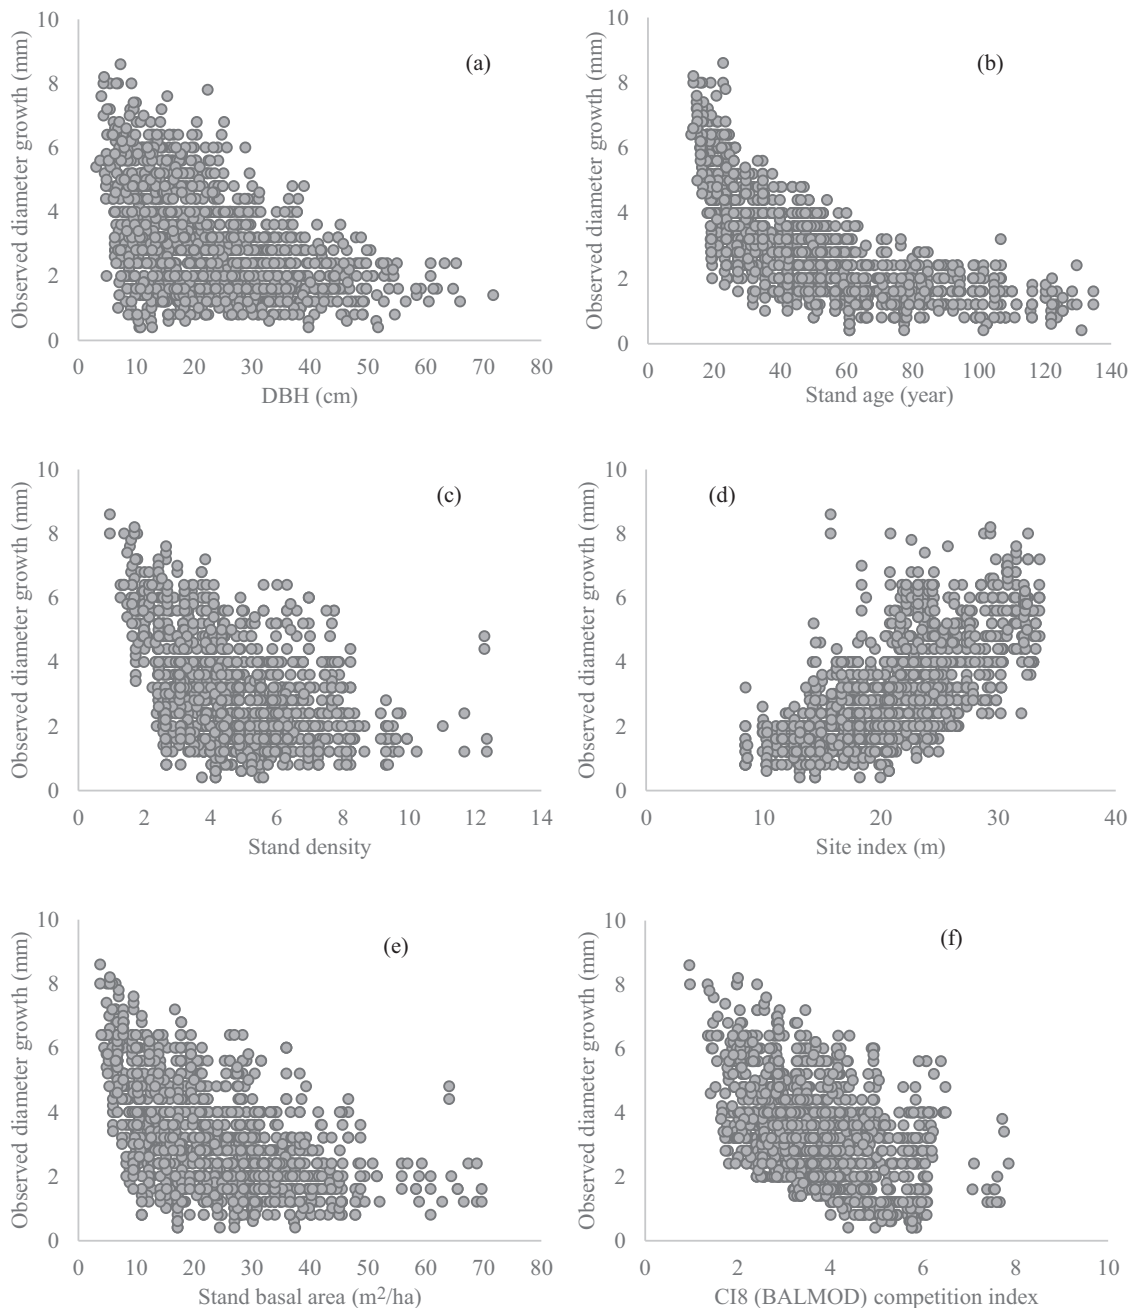 (a)
Observed diameter growth (mm)
10
8
6
4
2
0
0 10 20 30 40 50 60 70 80
DBH (cm)
(b)
Observed diameter growth (mm)
10
8
6
4
2
0
0 20 40 60 80 100 120 140
Stand age (year)
(c)
Observed diameter growth (mm)
10
8
6
4
2
0
0 2 4 6 8 10 12 14
Stand density
(d)
Observed diameter growth (mm)
10
8
6
4
2
0
0 10 20 30 40
Site index (m)
(e)
Observed diameter growth (mm)
10
8
6
4
2
0
0 10 20 30 40 50 60 70 80
Stand basal area (m²/ha)
(f)
Observed diameter growth (mm)
10
8
6
4
2
0
0 2 4 6 8 10
CI8 (BALMOD) competition index